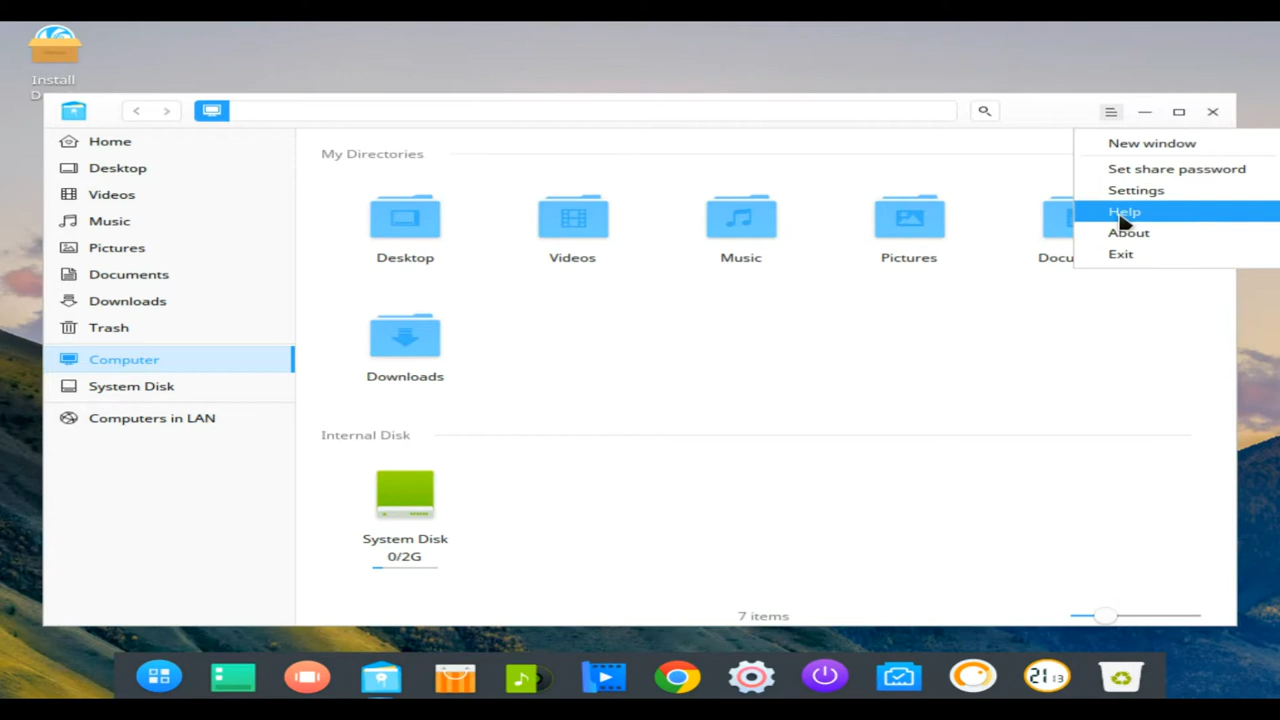 Install
D
Home
Desktop
Videos
Music
Pictures
Documents
Downloads
Trash
Computer
System Disk
Computers in LAN
My Directories
Desktop
Videos
Music
Pictures
Docu
Downloads
Internal Disk
System Disk
0/2G
7 items
New window
Set share password
Settings
Help
About
Exit
21 13